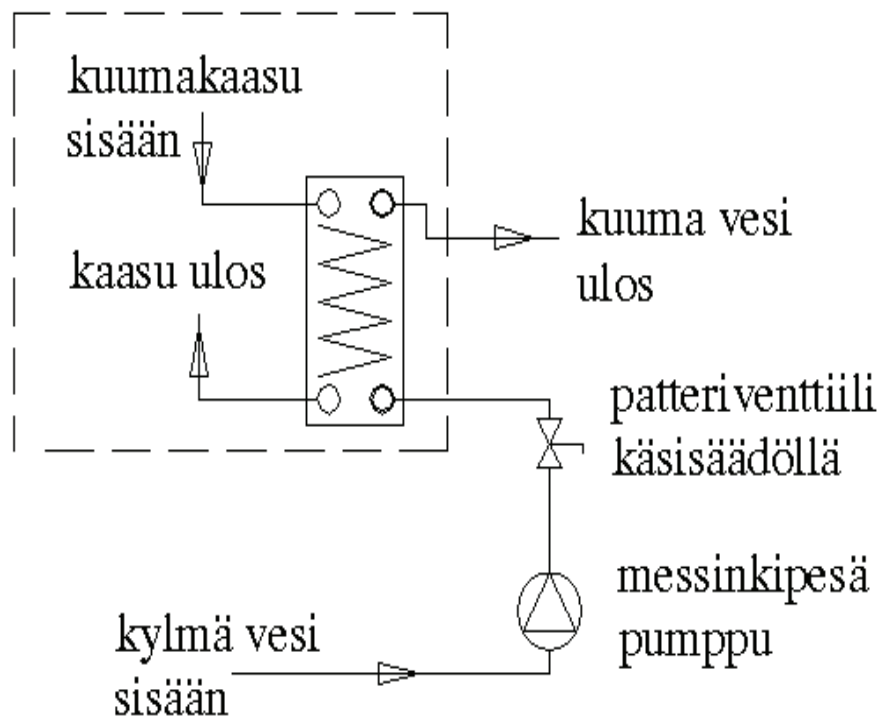 kuumakaasu
sisään
kaasu ulos
kuuma vesi
ulos
patteriventtiili
käsisäädöllä
messinkipesä
pumppu
kylmä vesi
sisään